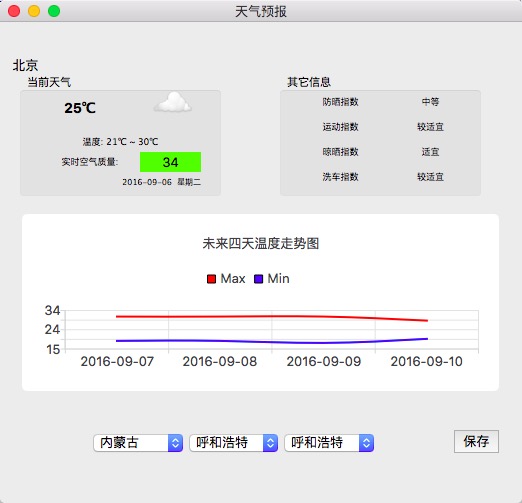 天气预报
北京
当前天气
25℃
温度: 21℃ ~ 30℃
实时空气质量: 34
2016-09-06 星期二
其它信息
防晒指数 中等
运动指数 较适宜
晾晒指数 适宜
洗车指数 较适宜
未来四天温度走势图
Max Min
34
24
15
2016-09-07 2016-09-08 2016-09-09 2016-09-10
内蒙古 呼和浩特 呼和浩特 保存